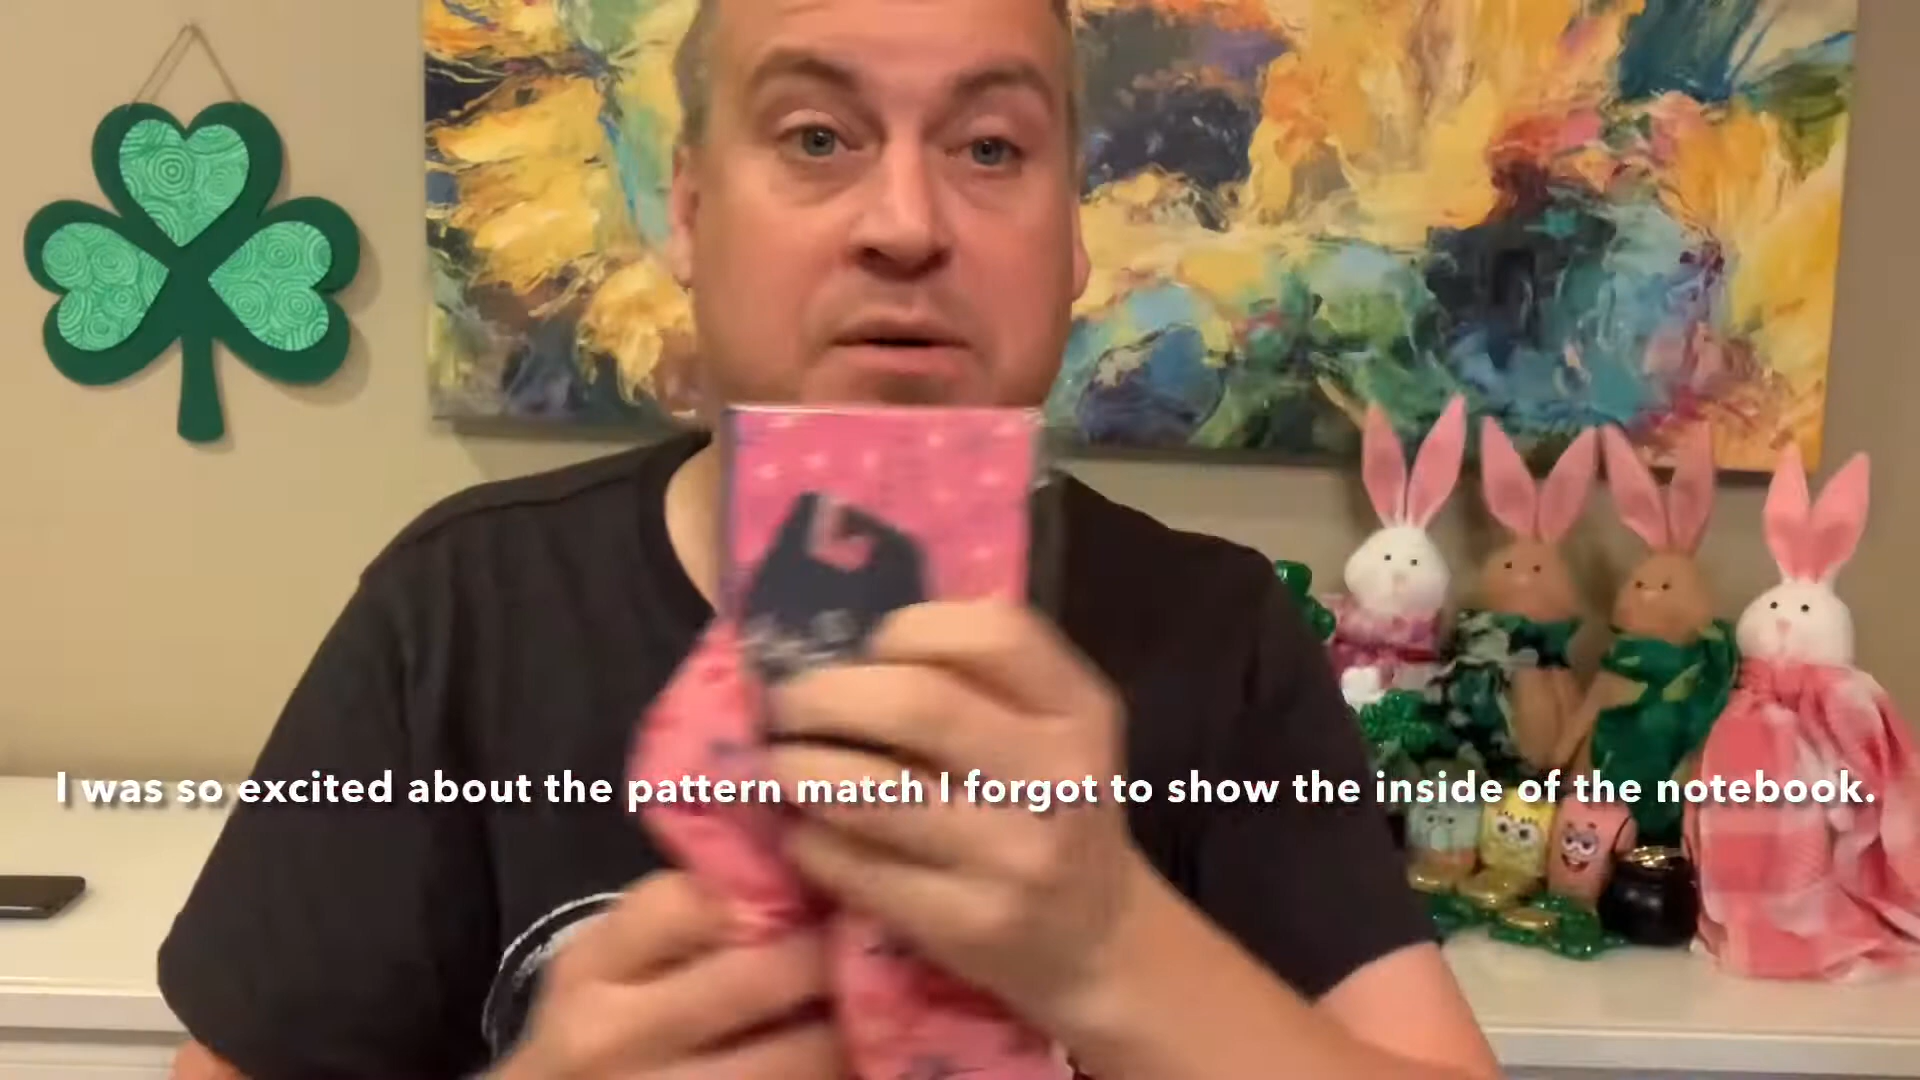 I was so excited about the pattern match I forgot to show the inside of the notebook.